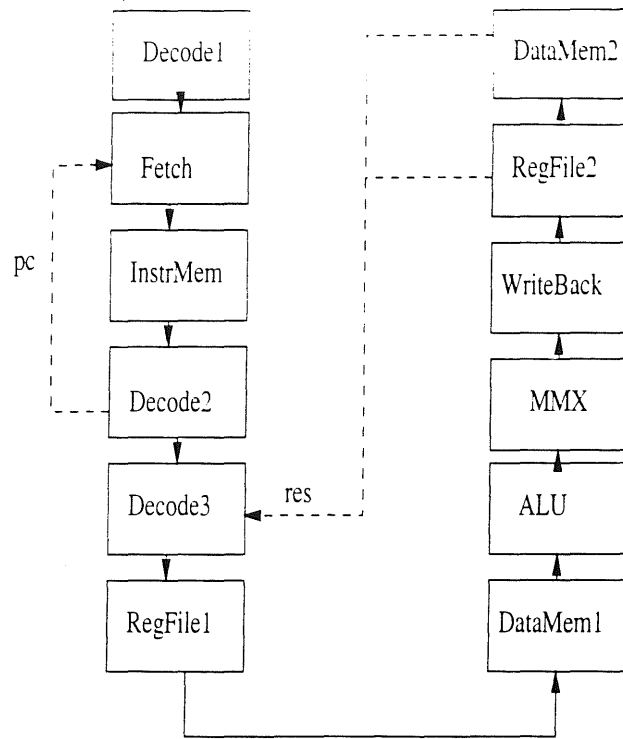 Decode1
Fetch
pc
InstrMem
Decode2
Decode3
res
RegFile1
DataMem2
RegFile2
WriteBack
MMX
ALU
DataMem1